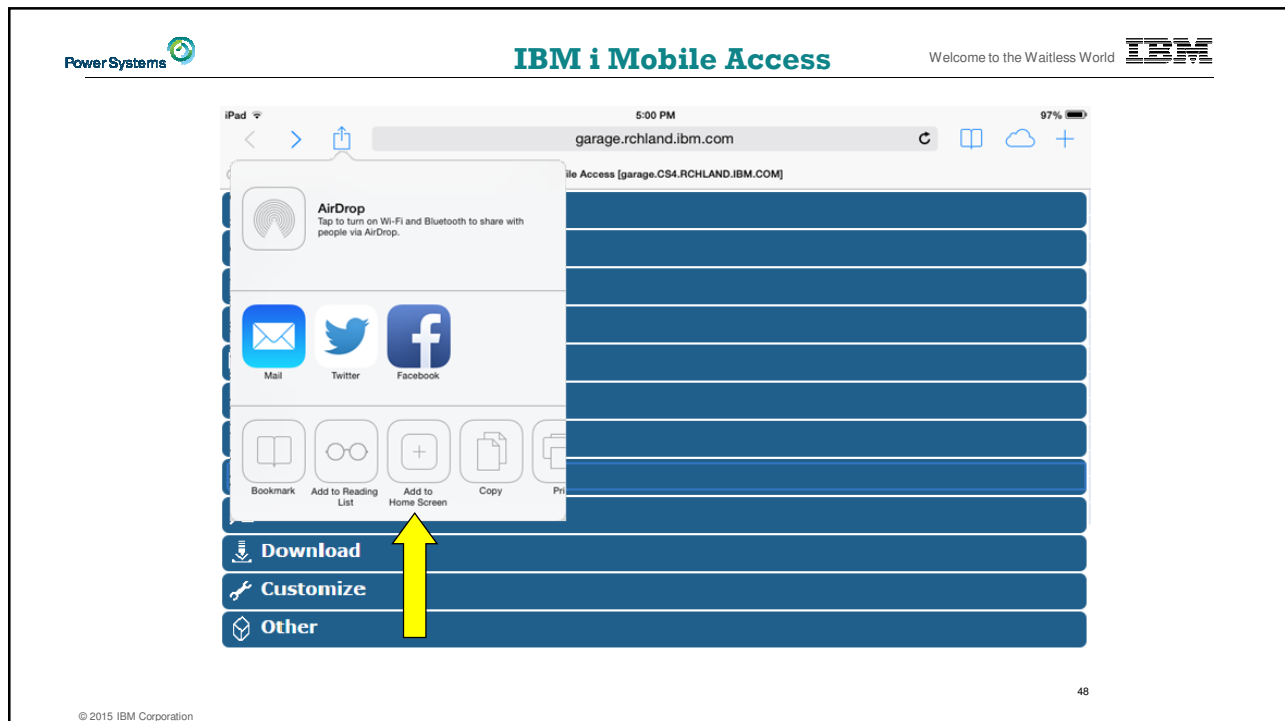 Power Systems
IBM i Mobile Access
Welcome to the Waitless World
IBM
iPad
5:00 PM
97%
garage.rchland.ibm.com
ile Access [garage.CS4.RCHLAND.IBM.COM]
AirDrop
Tap to turn on Wi-Fi and Bluetooth to share with
people via AirDrop.
Mail Twitter Facebook
Bookmark Add to Reading List Add to Home Screen Copy Pri
Download
Customize
Other
48
© 2015 IBM Corporation